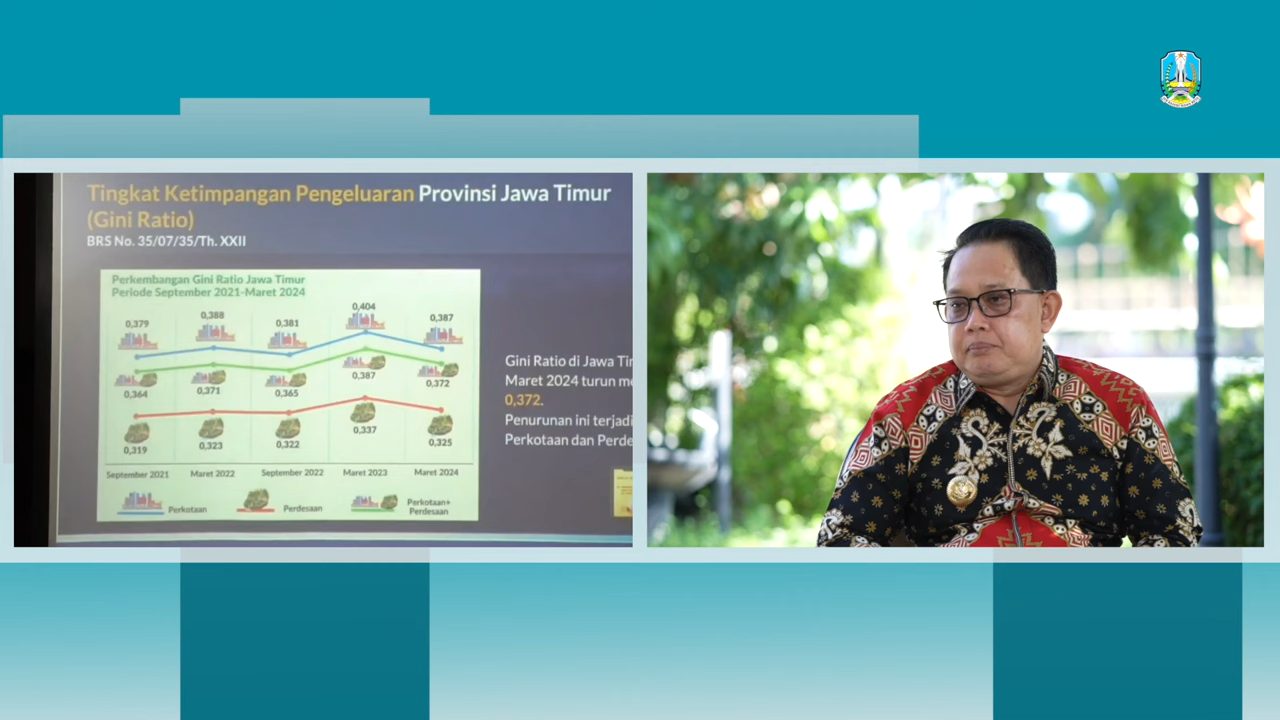 Tingkat Ketimpangan Pengeluaran Provinsi Jawa Timur
(Gini Ratio)
BRS No. 35/07/35/Th. XXII
Perkembangan Gini Ratio Jawa Timur
Periode September 2021-Maret 2024
0,379
0,388
0,381
0,404
0,387
0,364
0,371
0,365
0,387
0,372
0,319
0,323
0,322
0,337
0,325
September 2021
Maret 2022
September 2022
Maret 2023
Maret 2024
Perkotaan
Perdesaan
Perkotaan+
Perdesaan
Gini Ratio di Jawa
Maret 2024 turun
0,372.
Penurunan ini terjadi
Perkotaan dan